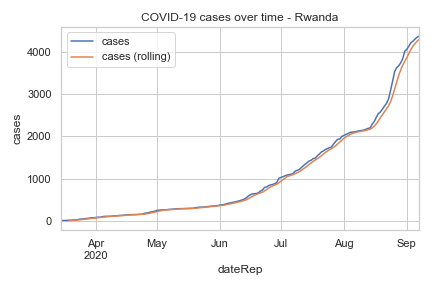 COVID-19 cases over time - Rwanda
cases
cases (rolling)
4000
3000
2000
1000
0
cases
Apr
2020
May
Jun
Jul
Aug
Sep
dateRep